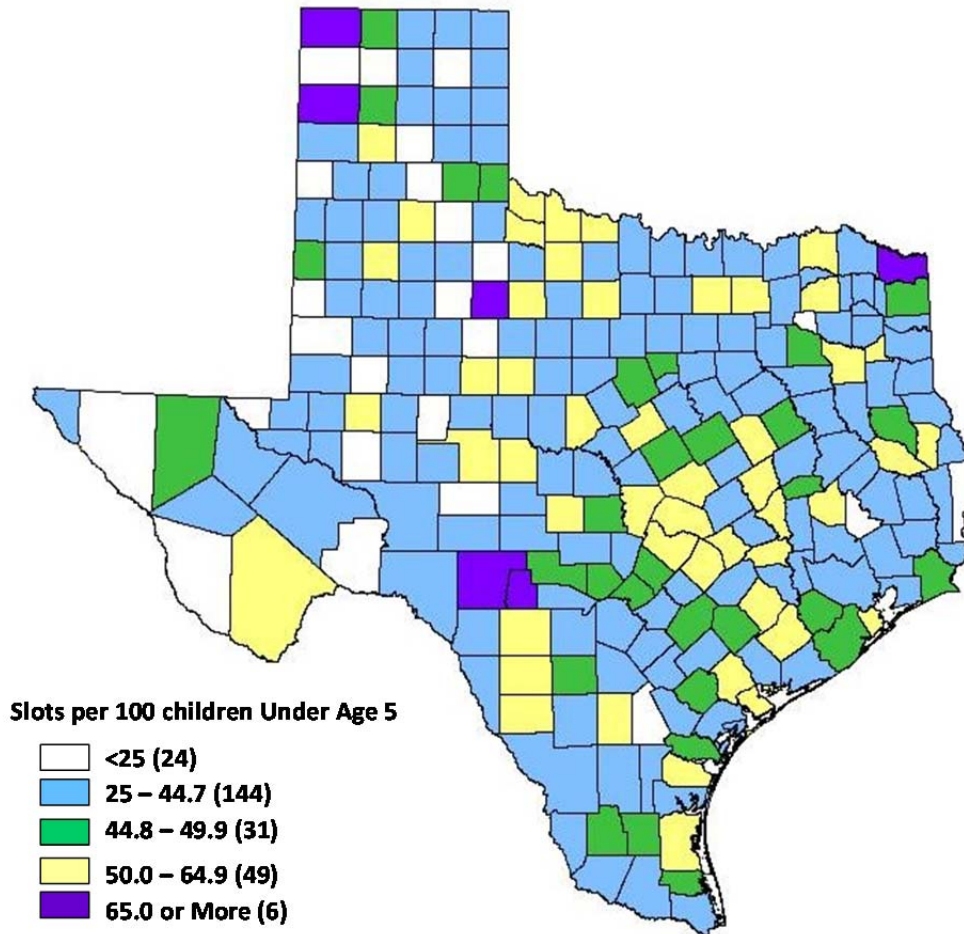 Slots per 100 children Under Age 5
<25 (24)
25 – 44.7 (144)
44.8 – 49.9 (31)
50.0 – 64.9 (49)
65.0 or More (6)